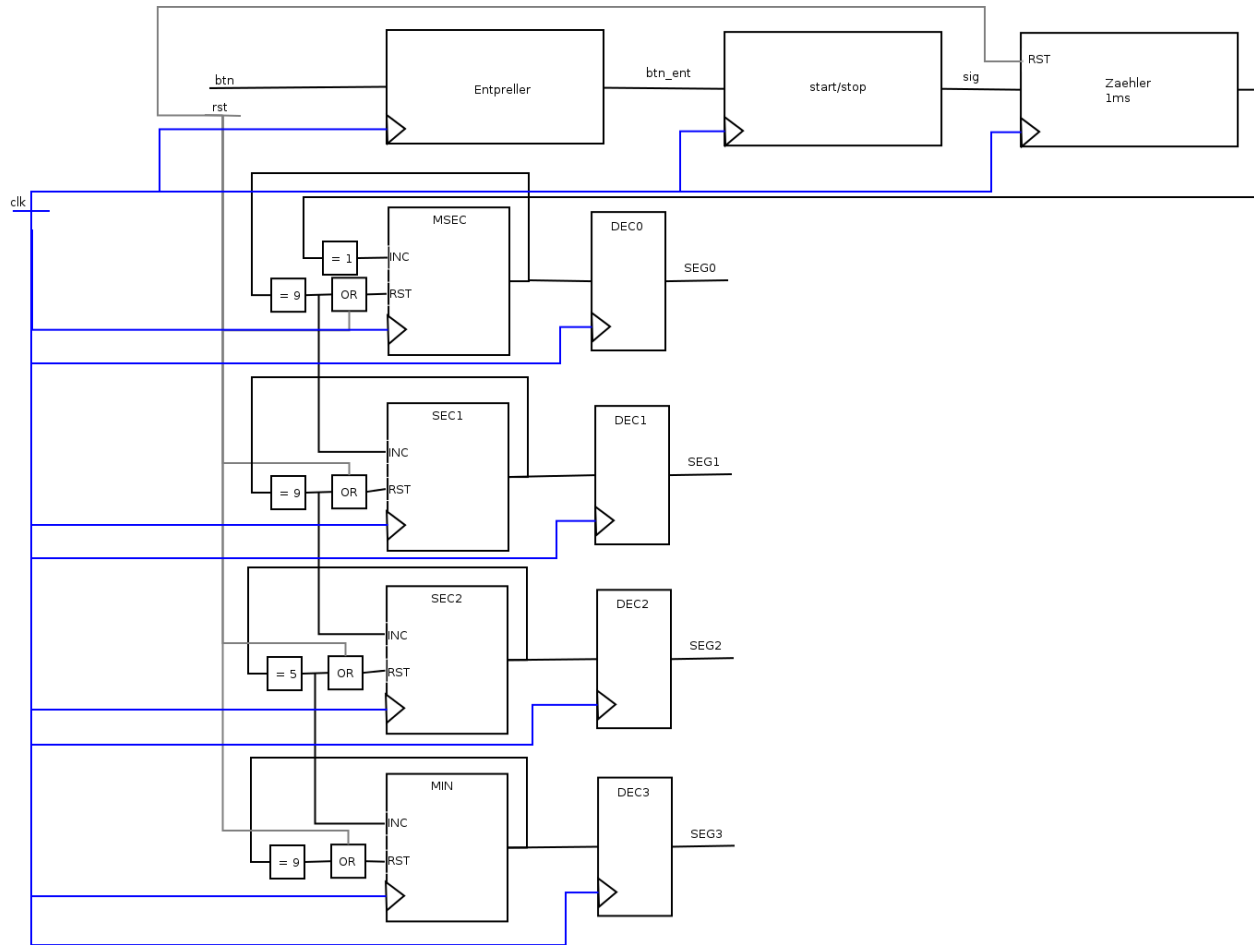 btn
Entpreller
btn_ent
start/stop
sig
RST
Zaehler
1ms
rst
clk
MSEC
= 1
INC
= 9
OR
RST
DEC0
SEG0
SEC1
INC
= 9
OR
RST
DEC1
SEG1
SEC2
INC
= 5
OR
RST
DEC2
SEG2
MIN
INC
= 9
OR
RST
DEC3
SEG3